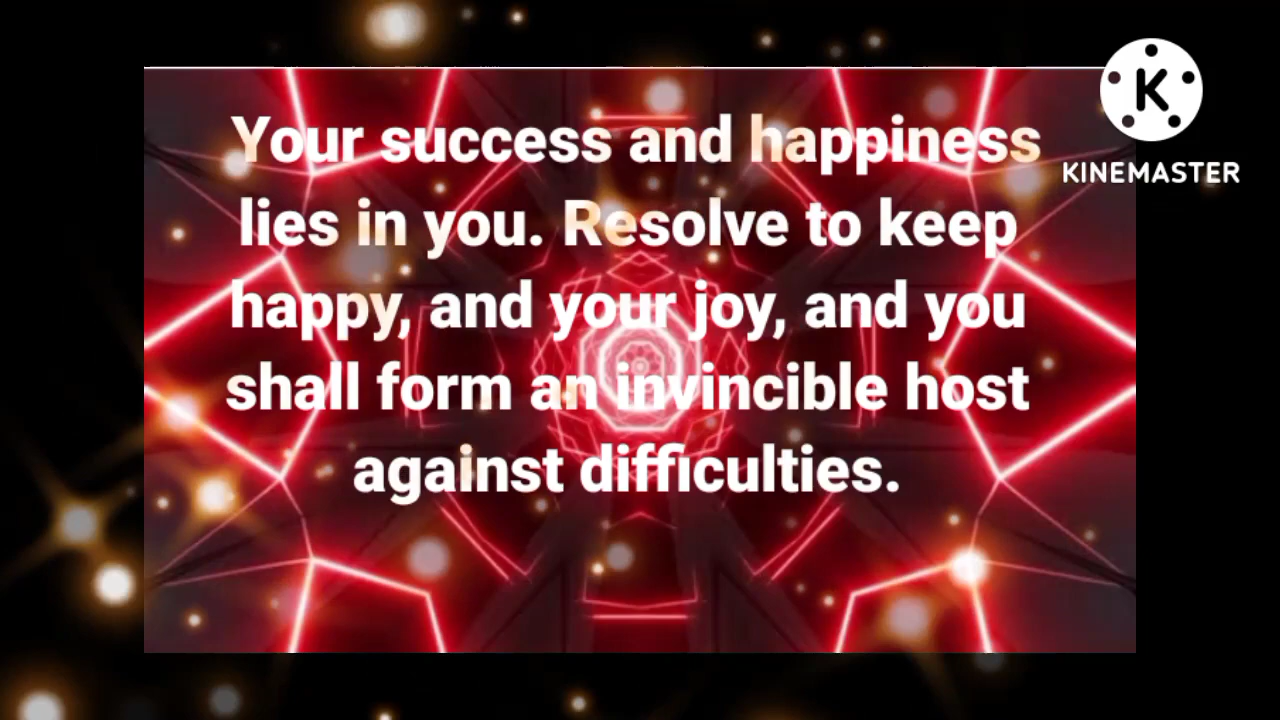 Your success and happiness
lies in you. Resolve to keep
happy, and your joy, and you
shall form an invincible host
against difficulties.
K
KINEMASTER